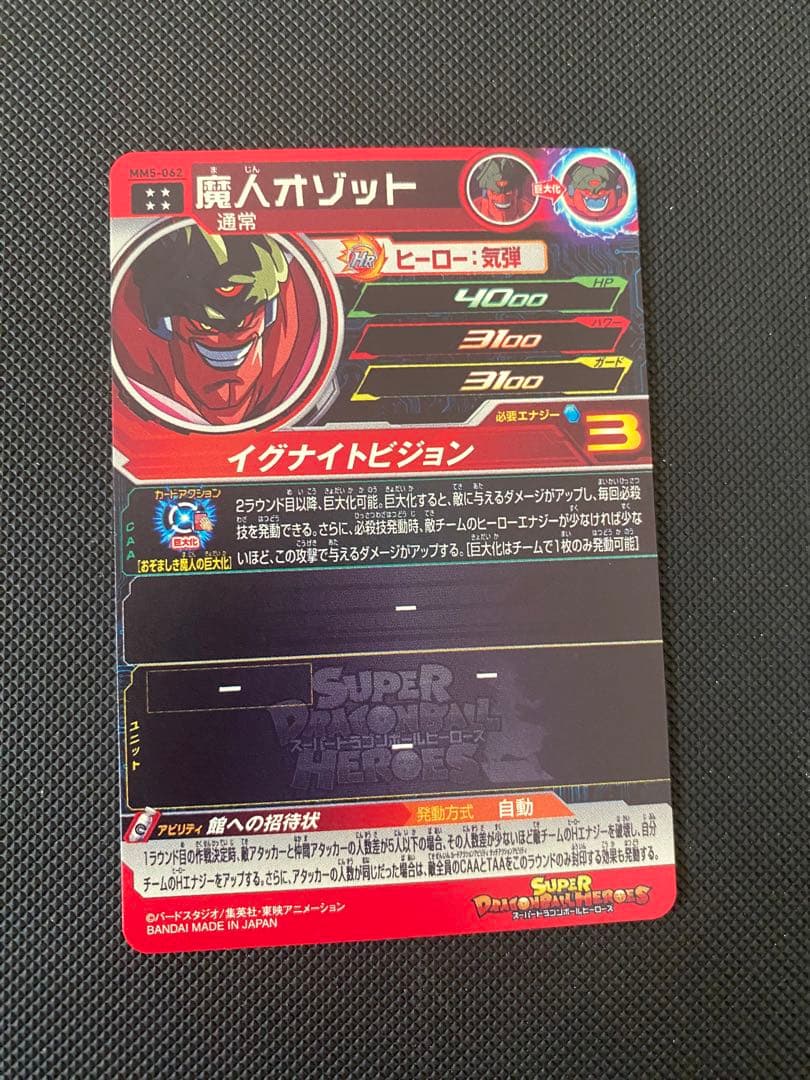 MM5-062
★★
★★
魔人オゾット
ま じん
通常
巨大化
HR ヒーロー：気弾
HP
4000
パワー
3100
ガード
3100
必要エナジー 3
イグナイトビジョン
CAA
カードアクション
巨大化
[おぞましき魔人の巨大化]
2ラウンド目以降、巨大化可能。巨大化すると、敵に与えるダメージがアップし、毎回必殺
技を発動できる。さらに、必殺技発動時、敵チームのヒーローエナジーが少なければ少な
いほど、この攻撃で与えるダメージがアップする。[巨大化はチームで1枚のみ発動可能]
ー
ユニット
ー
ー
ー
SUPER
DRAGONBALL
スーパードラゴンボールヒーローズ
HEROES
C アビリティ 館への招待状 発動方式 自動
1ラウンド目の作戦決定時、敵アタッカーと仲間アタッカーの人数差が5人以下の場合、その人数差が少ないほど敵チームのHエナジーを破壊し、自分
チームのHエナジーをアップする。さらに、アタッカーの人数が同じだった場合は、敵全員のCAAとTAAをこのラウンドのみ封印する効果も発動する。
©バードスタジオ/集英社・東映アニメーション
BANDAI MADE IN JAPAN
SUPER
DRAGONBALL HEROES
スーパードラゴンボールヒーローズ